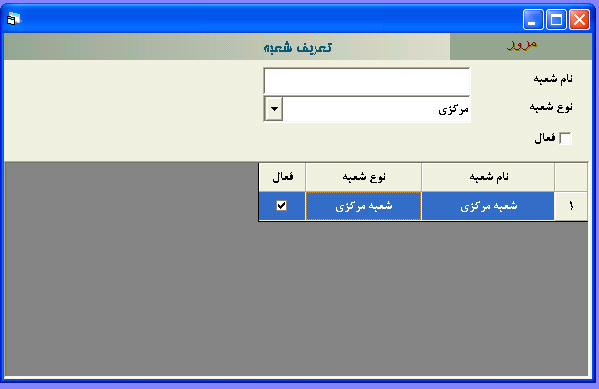 مرور
تعریف شعبه
نام شعبه
نوع شعبه
مرکزی
فعال
نام شعبه نوع شعبه فعال
۱ شعبه مرکزی شعبه مرکزی